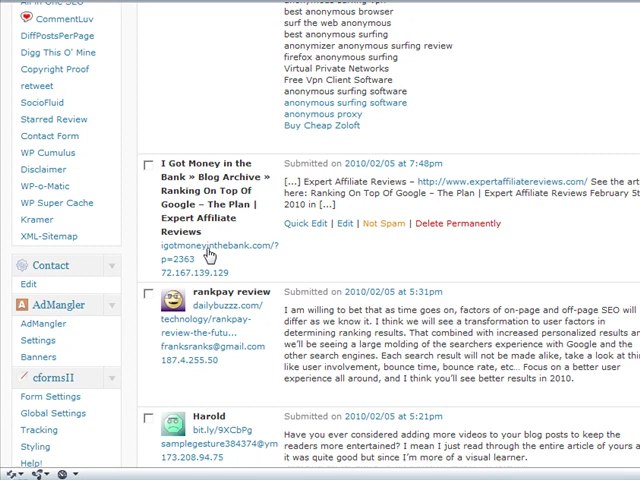 All in One SEO
CommentLuv
DiffPostsPerPage
Digg This O' Mine
Copyright Proof
retweet
SocioFluid
Starred Review
Contact Form
WP Cumulus
Disclaimer
WP-o-Matic
WP Super Cache
Kramer
XML-Sitemap
Contact
Edit
AdMangler
AdMangler
Settings
Banners
cformsII
Form Settings
Global Settings
Tracking
Styling
Help!
best anonymous browser
surf the web anonymous
best anonymous surfing
anonymizer anonymous surfing review
firefox anonymous surfing
Virtual Private Networks
Free Vpn Client Software
anonymous surfing software
anonymous surfing software
anonymous proxy
Buy Cheap Zoloft
I Got Money in the
Bank » Blog Archive »
Ranking On Top Of
Google – The Plan |
Expert Affiliate
Reviews
igotmoneyinthebank.com/?
p=2363
72.167.139.129
Submitted on 2010/02/05 at 7:48pm
[...] Expert Affiliate Reviews – http://www.expertaffiliatereviews.com/ See the art
here: Ranking On Top Of Google – The Plan | Expert Affiliate Reviews February 5
2010 in [...]
Quick Edit | Edit | Not Spam | Delete Permanently
rankpay review
dailybuzzz.com/
technology/rankpay-
review-the-futu...
franksranks@gmail.com
187.4.255.50
Submitted on 2010/02/05 at 5:31pm
I am willing to bet that as time goes on, factors of on-page and off-page SEO will
differ as we know it. I think we will see a transformation to user factors in
determining ranking results. That combined with increased personalized results an
we'll be seeing a large molding of the searchers experience with Google and the
other search engines. Each search result will not be made alike, take a look at thi
like user involvement, bounce time, bounce rate, etc... Focus on a better user
experience all around, and I think you'll see better results in 2010.
Harold
bit.ly/9XCbPg
samplegesture384374@ym
173.208.94.75
Submitted on 2010/02/05 at 5:21pm
Have you ever considered adding more videos to your blog posts to keep the
readers more entertained? I mean I just read through the entire article of yours a
it was quite good but since I'm more of a visual learner.